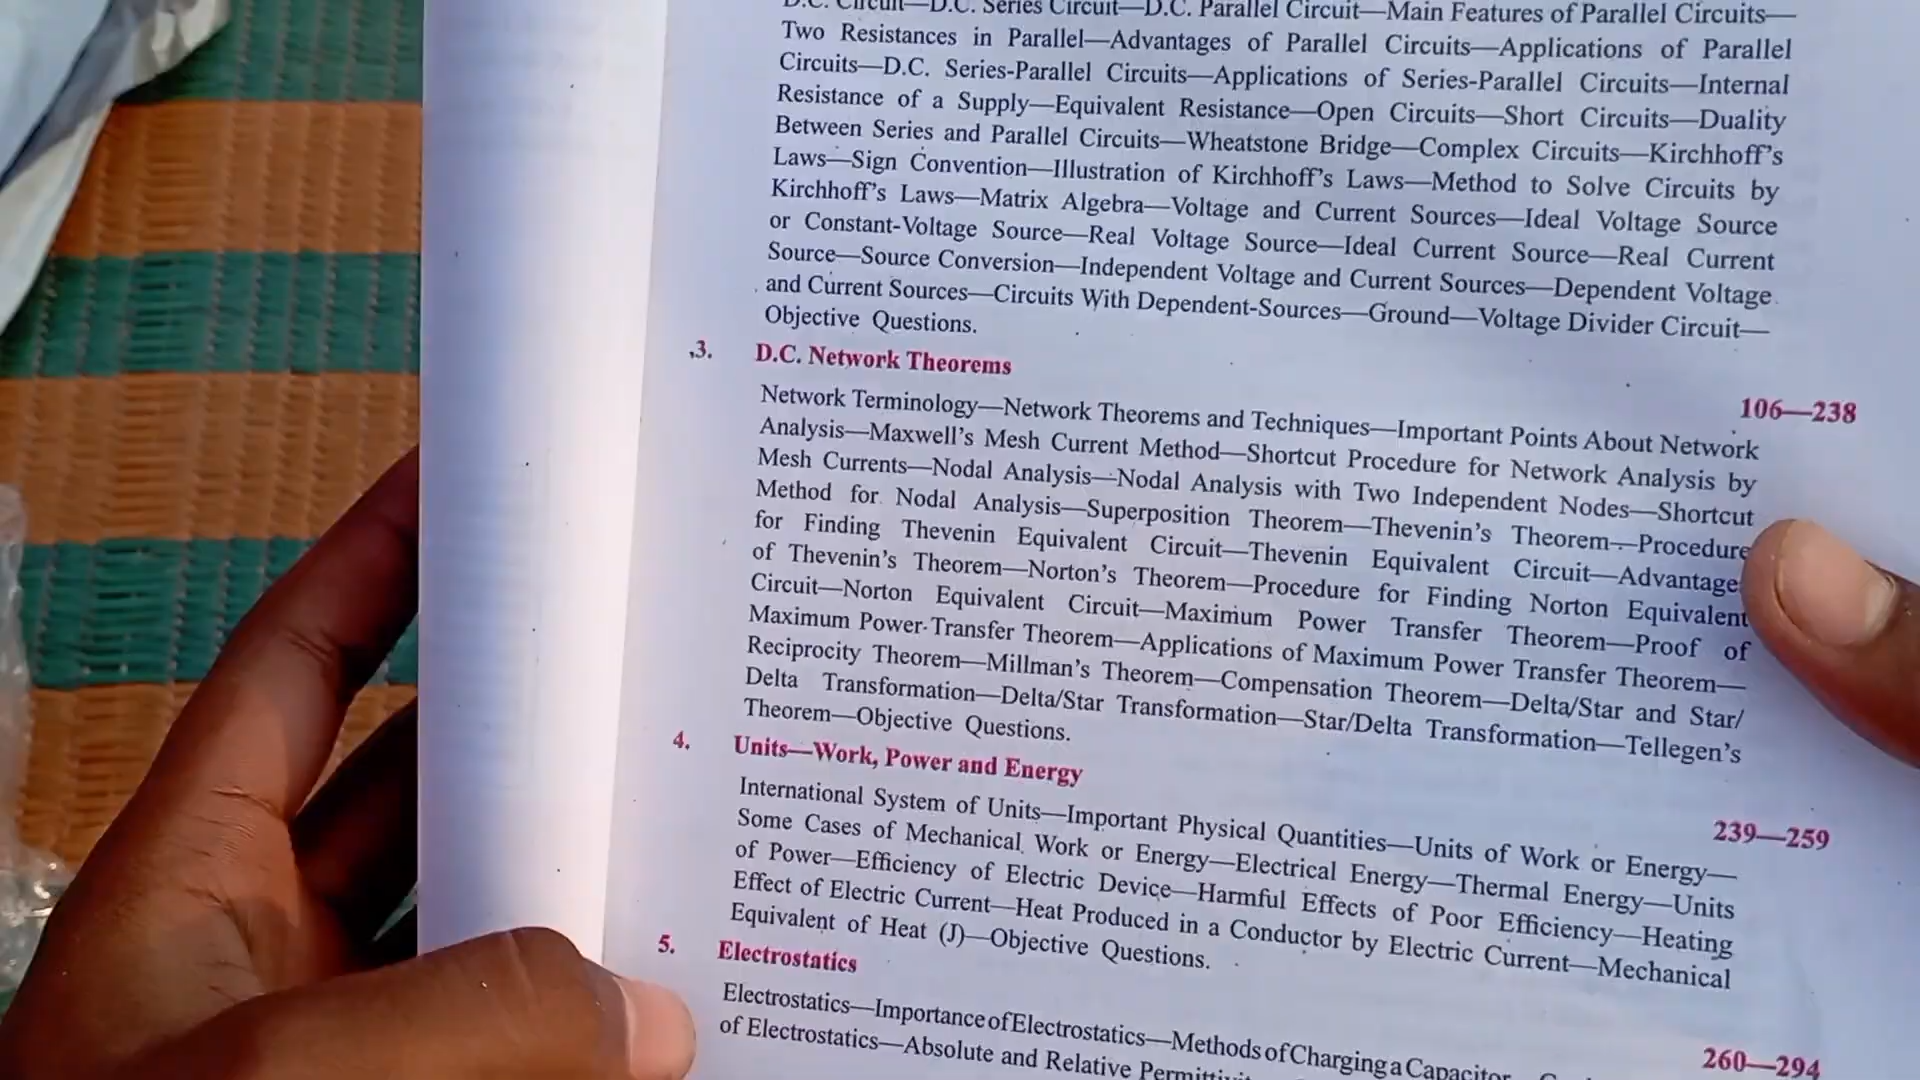 D.C. Circuit—D.C. Series Circuit—D.C. Parallel Circuit—Main Features of Parallel Circuits—
Two Resistances in Parallel—Advantages of Parallel Circuits—Applications of Parallel
Circuits—D.C. Series-Parallel Circuits—Applications of Series-Parallel Circuits—Internal
Resistance of a Supply—Equivalent Resistance—Open Circuits—Short Circuits—Duality
Between Series and Parallel Circuits—Wheatstone Bridge—Complex Circuits—Kirchhoff's
Laws—Sign Convention—Illustration of Kirchhoff's Laws—Method to Solve Circuits by
Kirchhoff's Laws—Matrix Algebra—Voltage and Current Sources—Ideal Voltage Source
or Constant-Voltage Source—Real Voltage Source—Ideal Current Source—Real Current
Source—Source Conversion—Independent Voltage and Current Sources—Dependent Voltage
and Current Sources—Circuits With Dependent-Sources—Ground—Voltage Divider Circuit—
Objective Questions.
3. D.C. Network Theorems 106—238
Network Terminology—Network Theorems and Techniques—Important Points About Network
Analysis—Maxwell's Mesh Current Method—Shortcut Procedure for Network Analysis by
Mesh Currents—Nodal Analysis—Nodal Analysis with Two Independent Nodes—Shortcut
Method for Nodal Analysis—Superposition Theorem—Thevenin's Theorem—Procedure
for Finding Thevenin Equivalent Circuit—Thevenin Equivalent Circuit—Advantage
of Thevenin's Theorem—Norton's Theorem—Procedure for Finding Norton Equivalent
Circuit—Norton Equivalent Circuit—Maximum Power Transfer Theorem—Proof of
Maximum Power Transfer Theorem—Applications of Maximum Power Transfer Theorem—
Reciprocity Theorem—Millman's Theorem—Compensation Theorem—Delta/Star and Star/
Delta Transformation—Delta/Star Transformation—Star/Delta Transformation—Tellegen's
Theorem—Objective Questions.
4. Units—Work, Power and Energy 239—259
International System of Units—Important Physical Quantities—Units of Work or Energy—
Some Cases of Mechanical Work or Energy—Electrical Energy—Thermal Energy—Units
of Power—Efficiency of Electric Device—Harmful Effects of Poor Efficiency—Heating
Effect of Electric Current—Heat Produced in a Conductor by Electric Current—Mechanical
Equivalent of Heat (J)—Objective Questions.
5. Electrostatics 260—294
Electrostatics—Importance of Electrostatics—Methods of Charging a Capacitor
of Electrostatics—Absolute and Relative